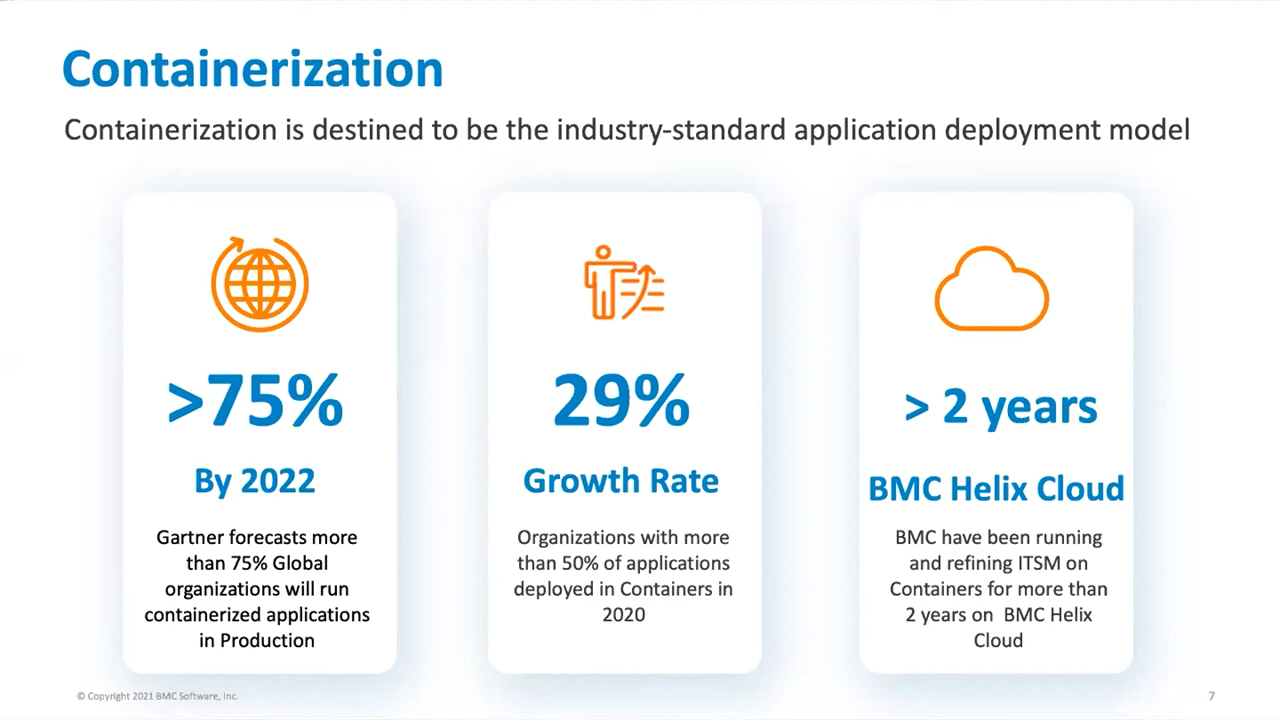 Containerization
Containerization is destined to be the industry-standard application deployment model
>75%
By 2022
Gartner forecasts more
than 75% Global
organizations will run
containerized applications
in Production
29%
Growth Rate
Organizations with more
than 50% of applications
deployed in Containers in
2020
> 2 years
BMC Helix Cloud
BMC have been running
and refining ITSM on
Containers for more than
2 years on  BMC Helix
Cloud
© Copyright 2021 BMC Software, Inc.
7